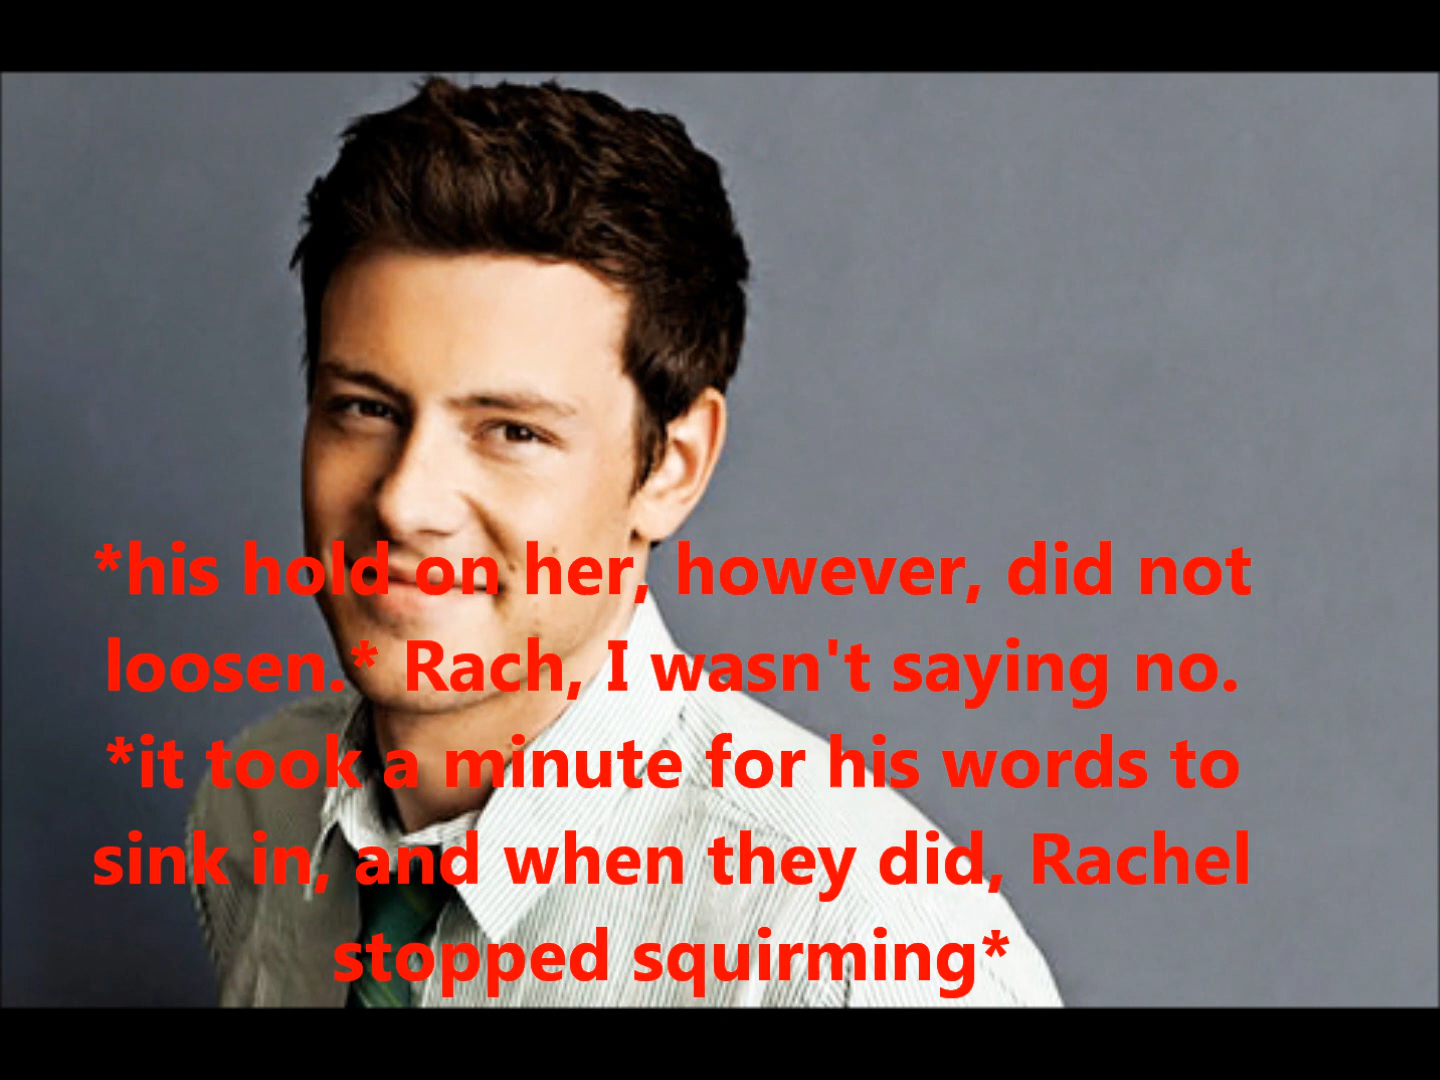 *his hold on her, however, did not
loosen.* Rach, I wasn't saying no.
*it took a minute for his words to
sink in, and when they did, Rachel
stopped squirming*